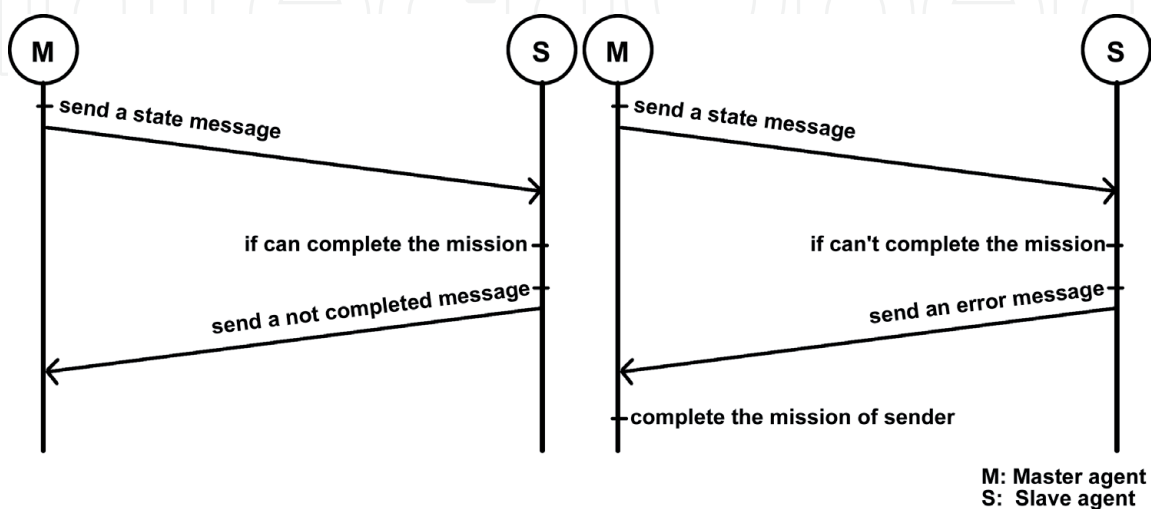 M
S
send a state message
if can complete the mission
send a not completed message
M
S
send a state message
if can't complete the mission
send an error message
complete the mission of sender
M: Master agent
S: Slave agent